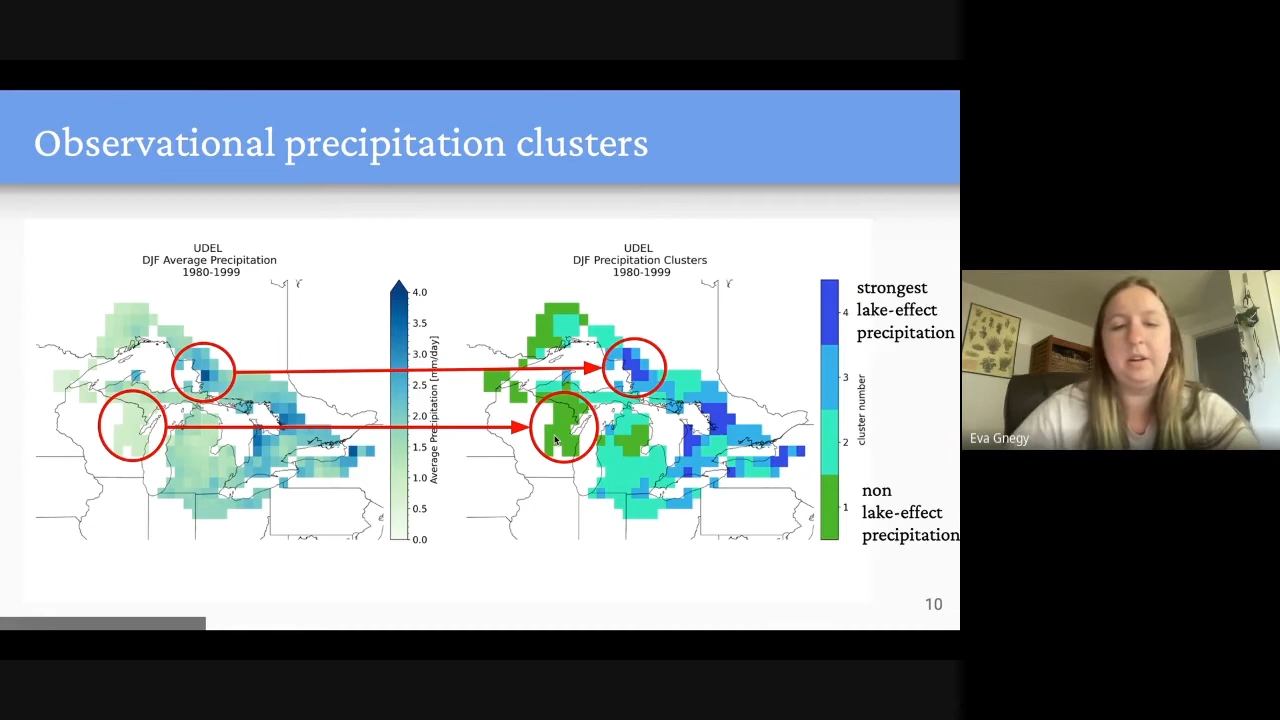 Observational precipitation clusters
UDEL
DJF Average Precipitation
1980-1999
4.0
3.5
3.0
2.5
2.0
1.5
1.0
0.5
0.0
Average Precipitation [mm/day]
UDEL
DJF Precipitation Clusters
1980-1999
4
3
2
1
cluster number
strongest
lake-effect
precipitation
non
lake-effect
precipitation
10
Eva Gnegy